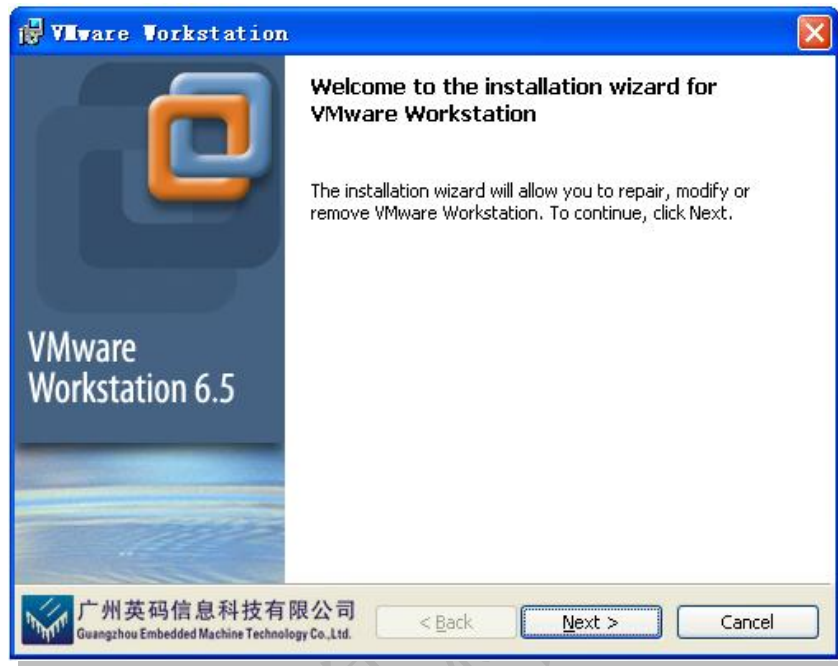 VMware Workstation
Welcome to the installation wizard for
VMware Workstation
The installation wizard will allow you to repair, modify or
remove VMware Workstation. To continue, click Next.
VMware
Workstation 6.5
广州英码信息科技有限公司
Guangzhou Embedded Machine Technology Co.,Ltd.
< Back
Next >
Cancel